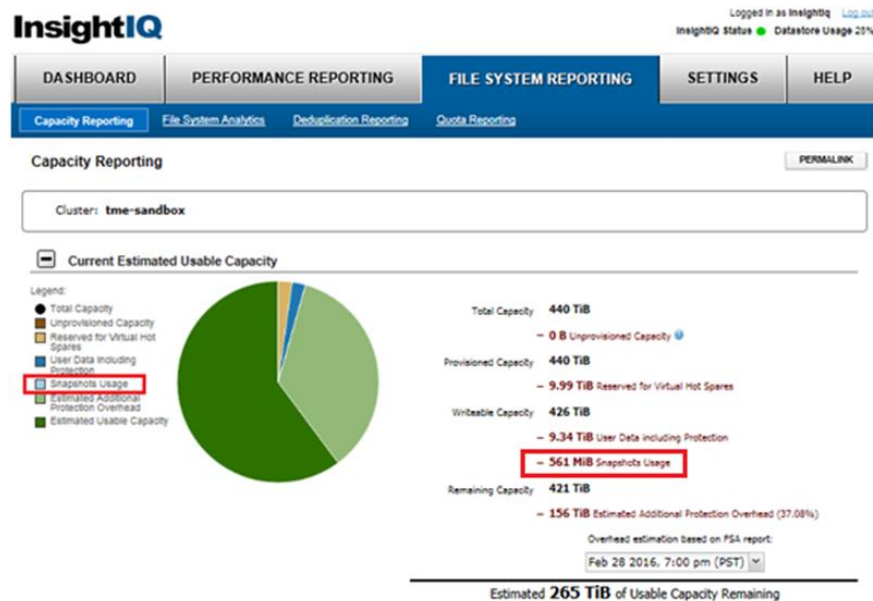 Logged in as InsightIq Log out
InsightIQ
InsightIQ Status Datastore Usage 25%
DASHBOARD PERFORMANCE REPORTING FILE SYSTEM REPORTING SETTINGS HELP
Capacity Reporting File System Analytics Deduplication Reporting Quota Reporting
Capacity Reporting
PERMALINK
Cluster: tme-sandbox
Current Estimated Usable Capacity
Legend:
Total Capacity
Unprovisioned Capacity
Reserved for Virtual Hot
Spares
User Data Including
Protection
Snapshots Usage
Estimated Additional
Protection Overhead
Estimated Usable Capacity
Total Capacity 440 TiB
– 0 B Unprovisioned Capacity
Provisioned Capacity 440 TiB
– 9.99 TiB Reserved for Virtual Hot Spares
Writeable Capacity 426 TiB
– 9.34 TiB User Data including Protection
– 561 MiB Snapshots Usage
Remaining Capacity 421 TiB
– 156 TiB Estimated Additional Protection Overhead (37.08%)
Overhead estimation based on FSA report:
Feb 28 2016, 7:00 pm (PST)
Estimated 265 TiB of Usable Capacity Remaining